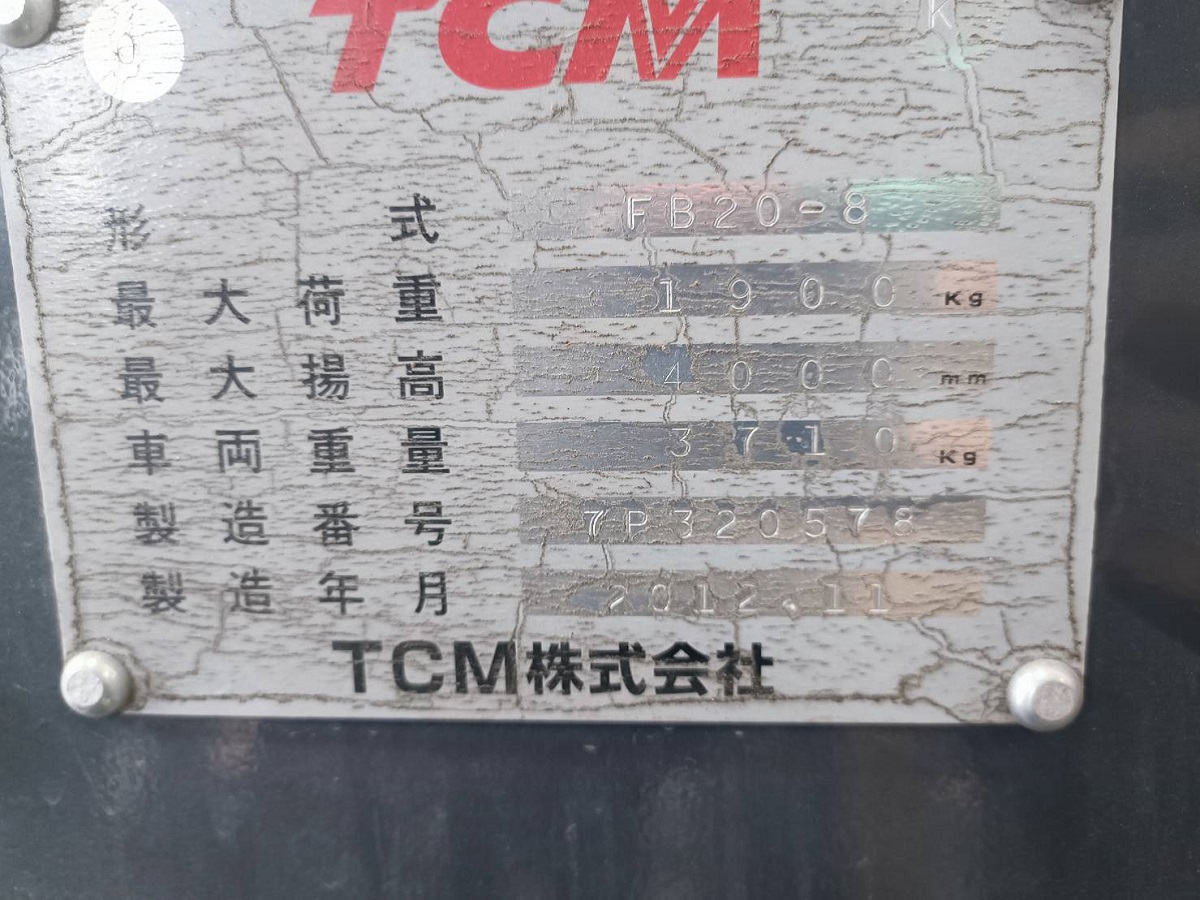 TCM
K
形式 FB20-8
最大荷重 1900 Kg
最大揚高 4000 mm
車両重量 3710 Kg
製造番号 7P320578
製造年月 2012.11
TCM株式会社